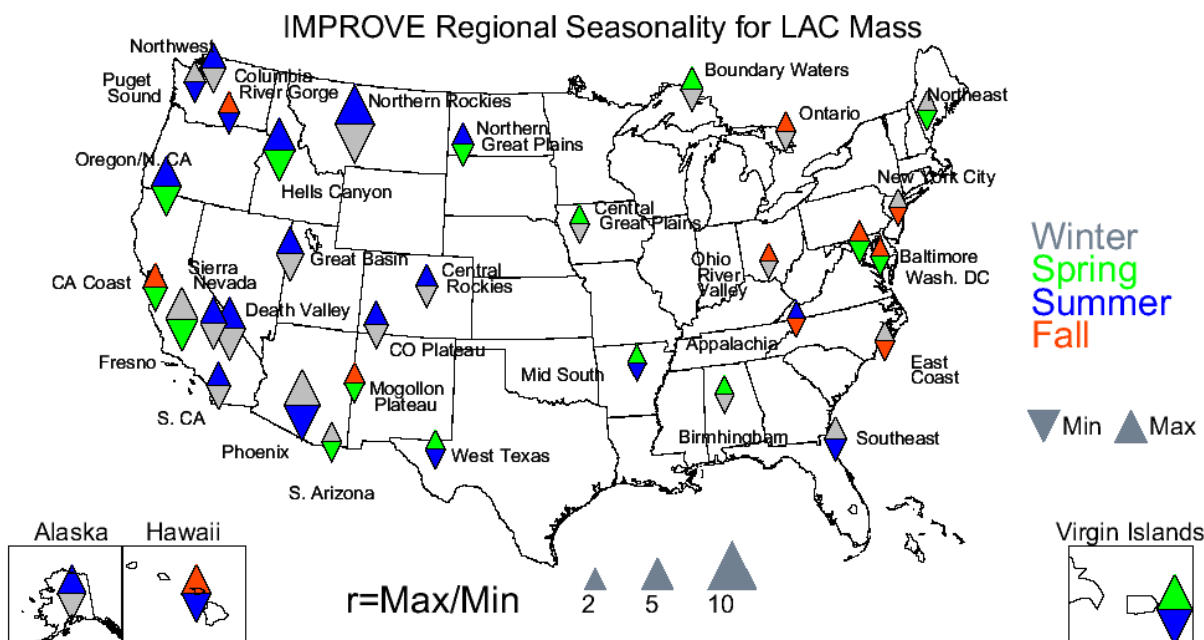 IMPROVE Regional Seasonality for LAC Mass
Northwest
Puget
Sound
Columbia
River Gorge
Northern Rockies
Northern
Great Plains
Boundary Waters
Ontario
Northeast
Oregon/N. CA
Hells Canyon
New York City
Central
Great Plains
Great Basin
Central
Rockies
Ohio
River
Valley
Baltimore
Wash. DC
CA Coast
Sierra
Nevada
Death Valley
CO Plateau
Appalachia
East
Coast
Fresno
Mogollon
Plateau
Mid South
S. CA
Birmhingham
Southeast
Phoenix
West Texas
S. Arizona
Winter
Spring
Summer
Fall
Min
Max
Alaska
Hawaii
Virgin Islands
r=Max/Min
2
5
10